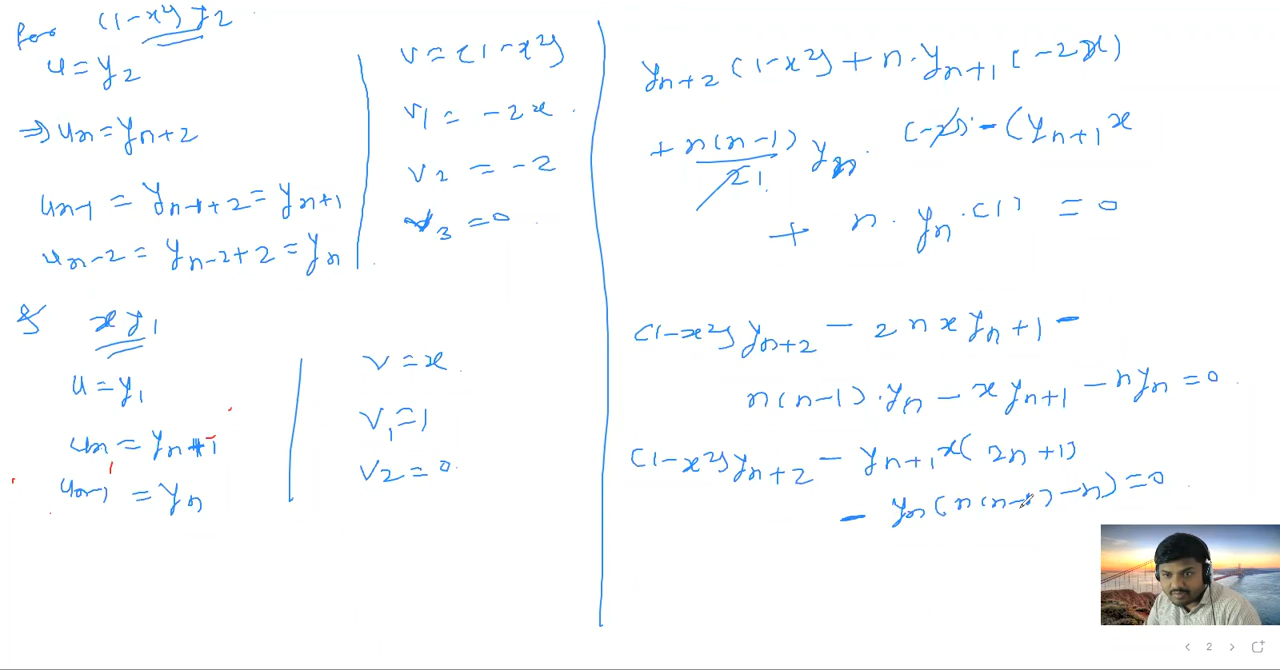 for (1-x²) y2
u = y2
⇒ un = yn+2
un-1 = yn-1+2 = yn+1
un-2 = yn-2+2 = yn
& x y1
u = y1
un = yn+1
un-1 = yn
v = (1-x²)
v1 = -2x
v2 = -2
v3 = 0
v = x
v1 = 1
v2 = 0
yn+2 (1-x²) + n. yn+1 (-2x)
+ n(n-1)/2! yn. (-2) - (yn+1 x
+ n. yn. (1) = 0
(1-x²) yn+2 - 2nx yn+1 -
n(n-1). yn - x yn+1 - n yn = 0
(1-x²) yn+2 - yn+1 x( 2n+1)
- yn ( n(n-1) - n) = 0
2